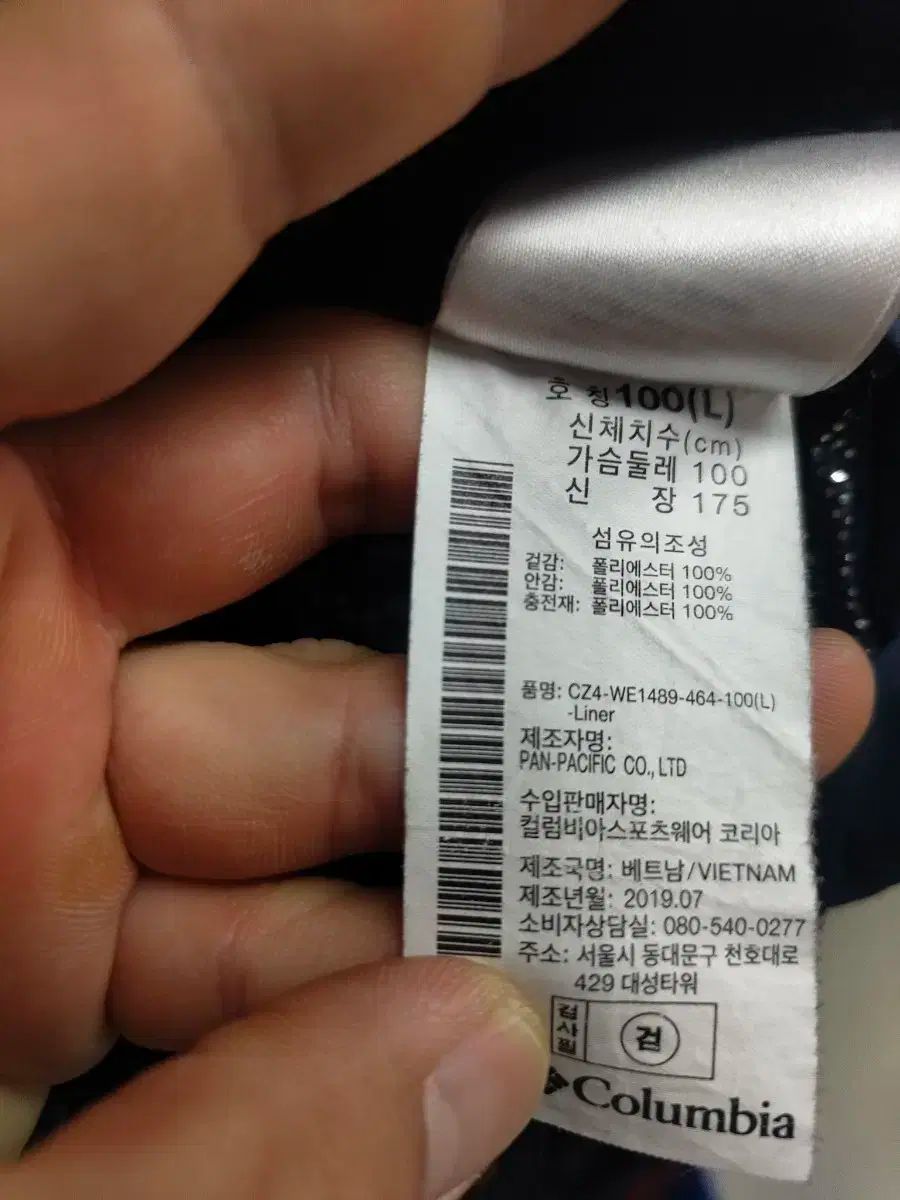 호 칭 100(L)
신체치수(cm)
가슴둘레 100
신 장 175
섬유의조성
겉감: 폴리에스터 100%
안감: 폴리에스터 100%
충전재: 폴리에스터 100%
품명: CZ4-WE1489-464-100(L)
-Liner
제조자명:
PAN-PACIFIC CO., LTD
수입판매자명:
컬럼비아스포츠웨어 코리아
제조국명: 베트남/VIETNAM
제조년월: 2019.07
소비자상담실: 080-540-0277
주소: 서울시 동대문구 천호대로
429 대성타워
검사필 검
Columbia